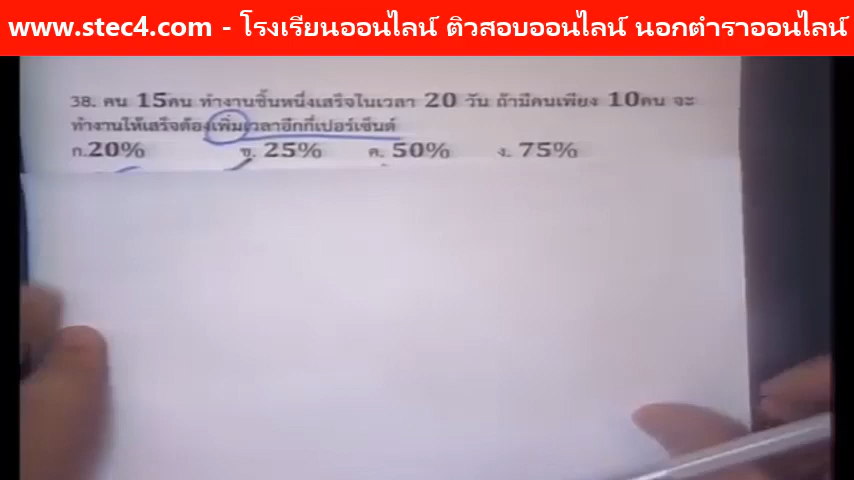 www.stec4.com - โรงเรียนออนไลน์ ติวสอบออนไลน์ นอกตำราออนไลน์
38. คน 15คน ทำงานชิ้นหนึ่งเสร็จในเวลา 20 วัน ถ้ามีคนเพียง 10คน จะ
ทำงานให้เสร็จต้องเพิ่มเวลาอีกกี่เปอร์เซ็นต์
ก.20% ข. 25% ค. 50% ง. 75%